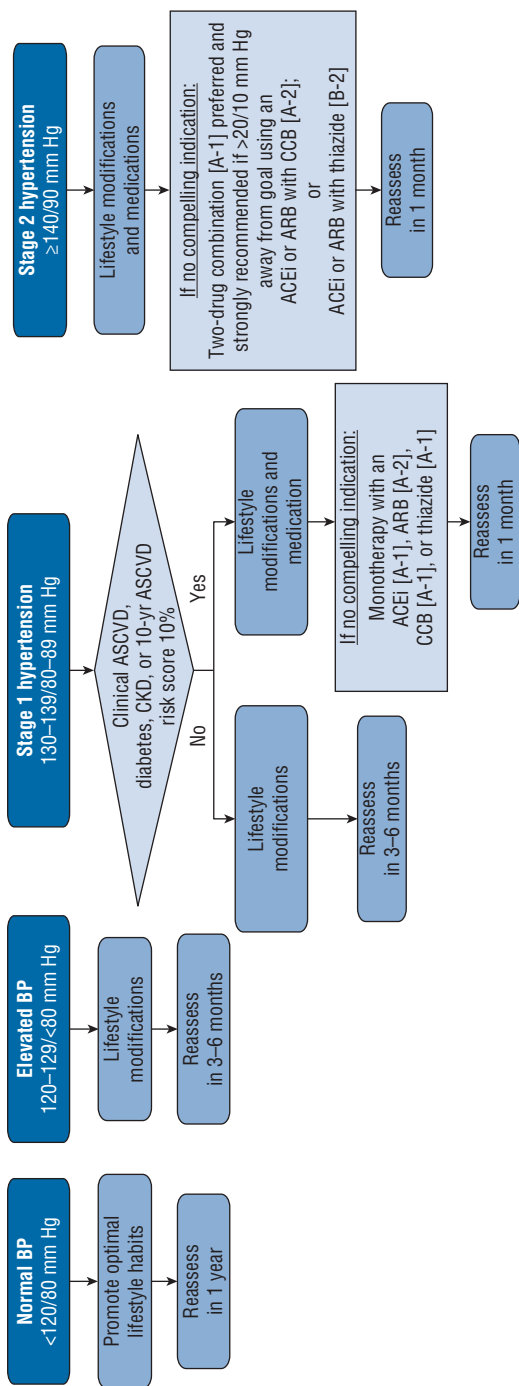 Normal BP
<120/80 mm Hg
Promote optimal
lifestyle habits
Reassess
in 1 year
Elevated BP
120–129/<80 mm Hg
Lifestyle
modifications
Reassess
in 3–6 months
Stage 1 hypertension
130–139/80–89 mm Hg
Clinical ASCVD,
diabetes, CKD, or 10-yr ASCVD
risk score 10%
No
Yes
Lifestyle
modifications
Reassess
in 3–6 months
Lifestyle
modifications and
medication
If no compelling indication:
Monotherapy with an
ACEi [A-1], ARB [A-2],
CCB [A-1], or thiazide [A-1]
Reassess
in 1 month
Stage 2 hypertension
≥140/90 mm Hg
Lifestyle modifications
and medications
If no compelling indication:
Two-drug combination [A-1] preferred and
strongly recommended if >20/10 mm Hg
away from goal using an
ACEi or ARB with CCB [A-2];
or
ACEi or ARB with thiazide [B-2]
Reassess
in 1 month